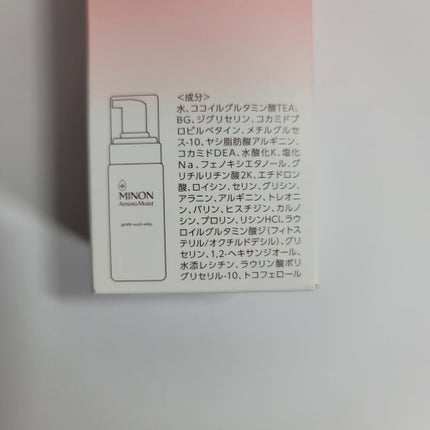 <成分>
水、ココイルグルタミン酸TEA、
BG、ジグリセリン、コカミドプ
ロピルベタイン、メチルグルセ
ス-10、ヤシ脂肪酸アルギニン、
コカミドDEA、水酸化K、塩化
Na、フェノキシエタノール、グ
リチルリチン酸2K、エチドロン
酸、ロイシン、セリン、グリシン、
アラニン、アルギニン、トレオニ
ン、バリン、ヒスチジン、カルノ
シン、プロリン、リシンHCl、ラウ
ロイルグルタミン酸ジ(フィトス
テリル/オクチルドデシル)、グリ
セリン、1,2-ヘキサンジオール、
水添レシチン、ラウリン酸ポリ
グリセリル-10、トコフェロール
MINON
Amino Moist
gentle wash whip